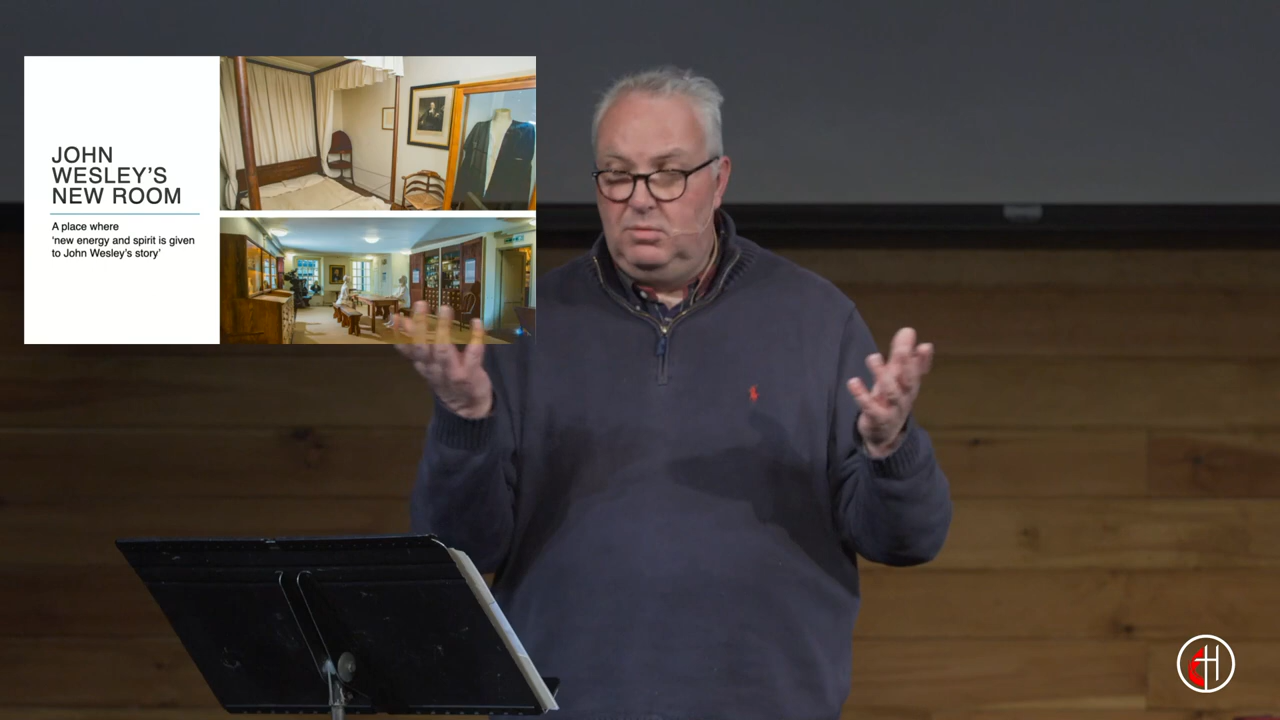 JOHN
WESLEY'S
NEW ROOM
A place where
'new energy and spirit is given
to John Wesley's story'